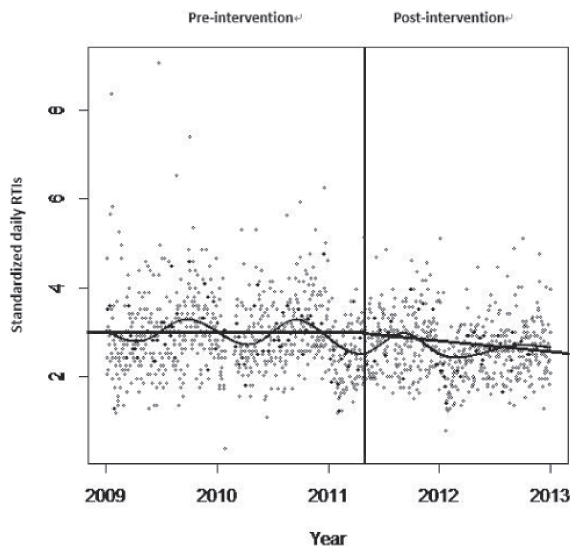 Pre-intervention↵ Post-intervention↵
Standardized daily RTIs
8
6
4
2
2009 2010 2011 2012 2013
Year